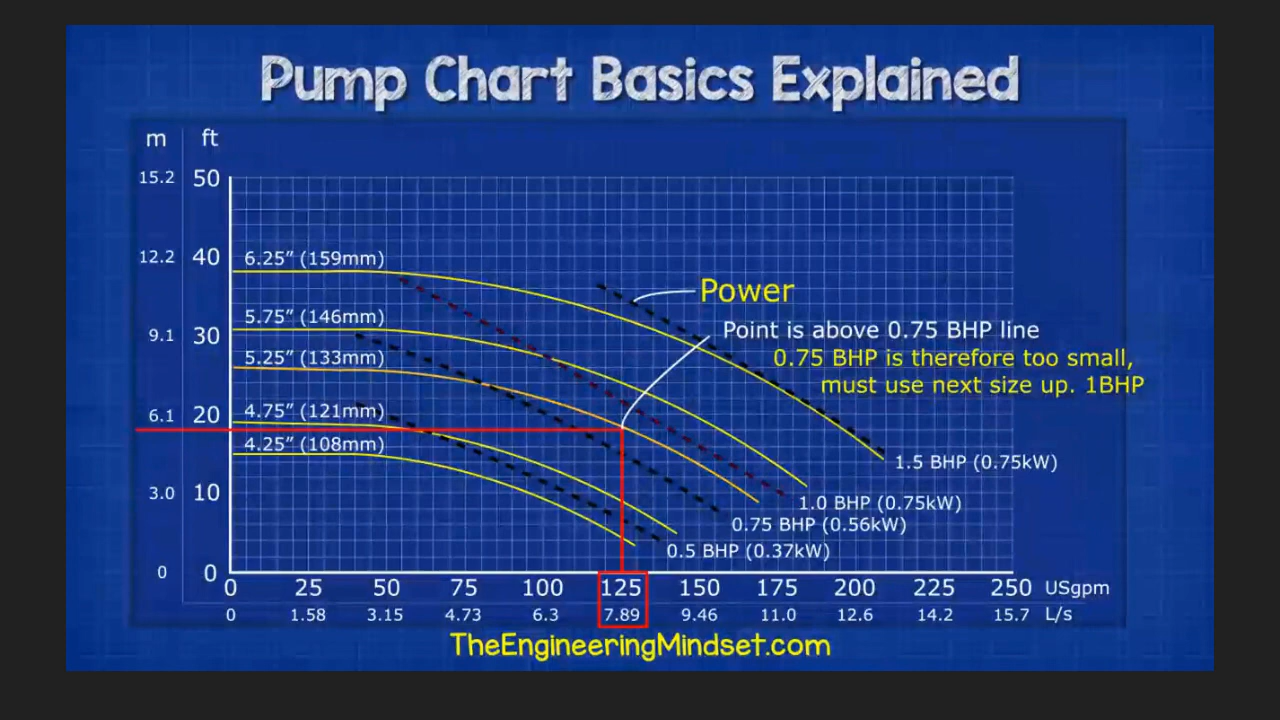 Pump Chart Basics Explained
m ft
15.2 50
12.2 40
6.25” (159mm)
Power
5.75” (146mm)
Point is above 0.75 BHP line
9.1 30
5.25” (133mm)
0.75 BHP is therefore too small,
must use next size up. 1BHP
4.75” (121mm)
6.1 20
4.25” (108mm)
1.5 BHP (0.75kW)
3.0 10
1.0 BHP (0.75kW)
0.75 BHP (0.56kW)
0.5 BHP (0.37kW)
0 0
0 25 50 75 100 125 150 175 200 225 250 USgpm
0 1.58 3.15 4.73 6.3 7.89 9.46 11.0 12.6 14.2 15.7 L/s
TheEngineeringMindset.com